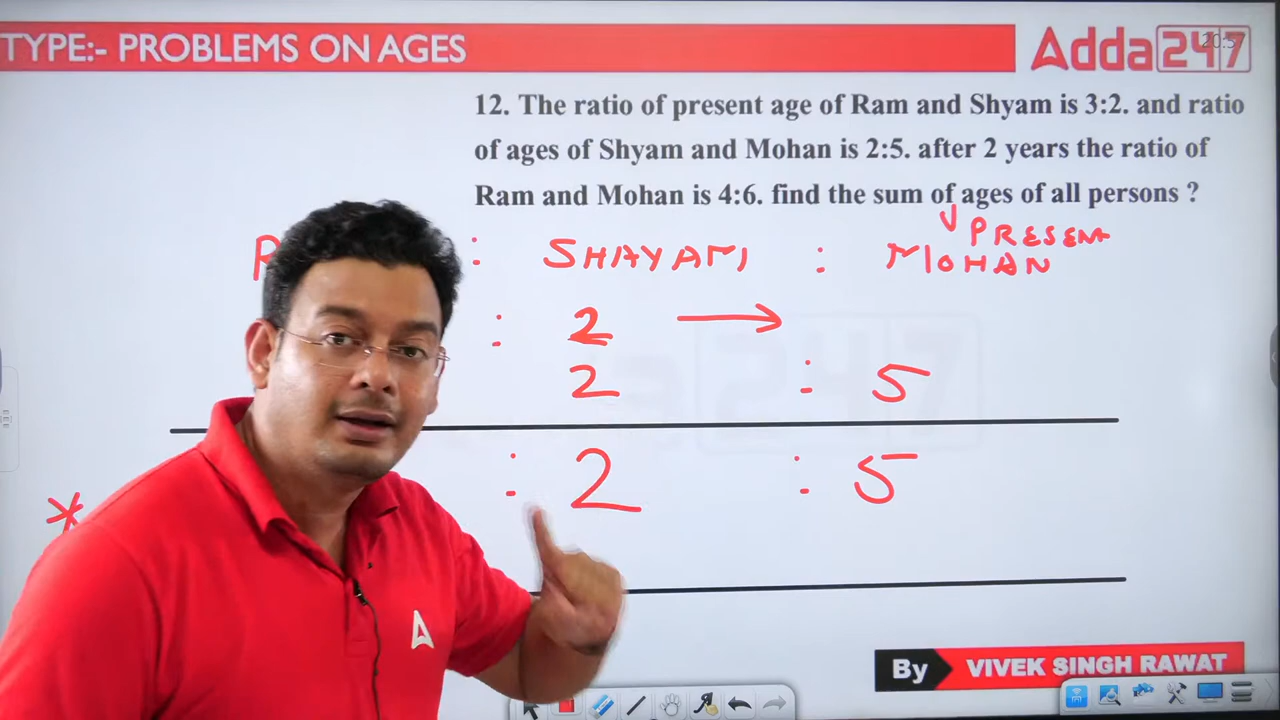 TYPE:- PROBLEMS ON AGES
Adda247
20:57
12. The ratio of present age of Ram and Shyam is 3:2. and ratio
of ages of Shyam and Mohan is 2:5. after 2 years the ratio of
Ram and Mohan is 4:6. find the sum of ages of all persons ?
PRESENT
: SHAYAM : MOHAN
: 2
2 : 5
: 2 : 5
By VIVEK SINGH RAWAT